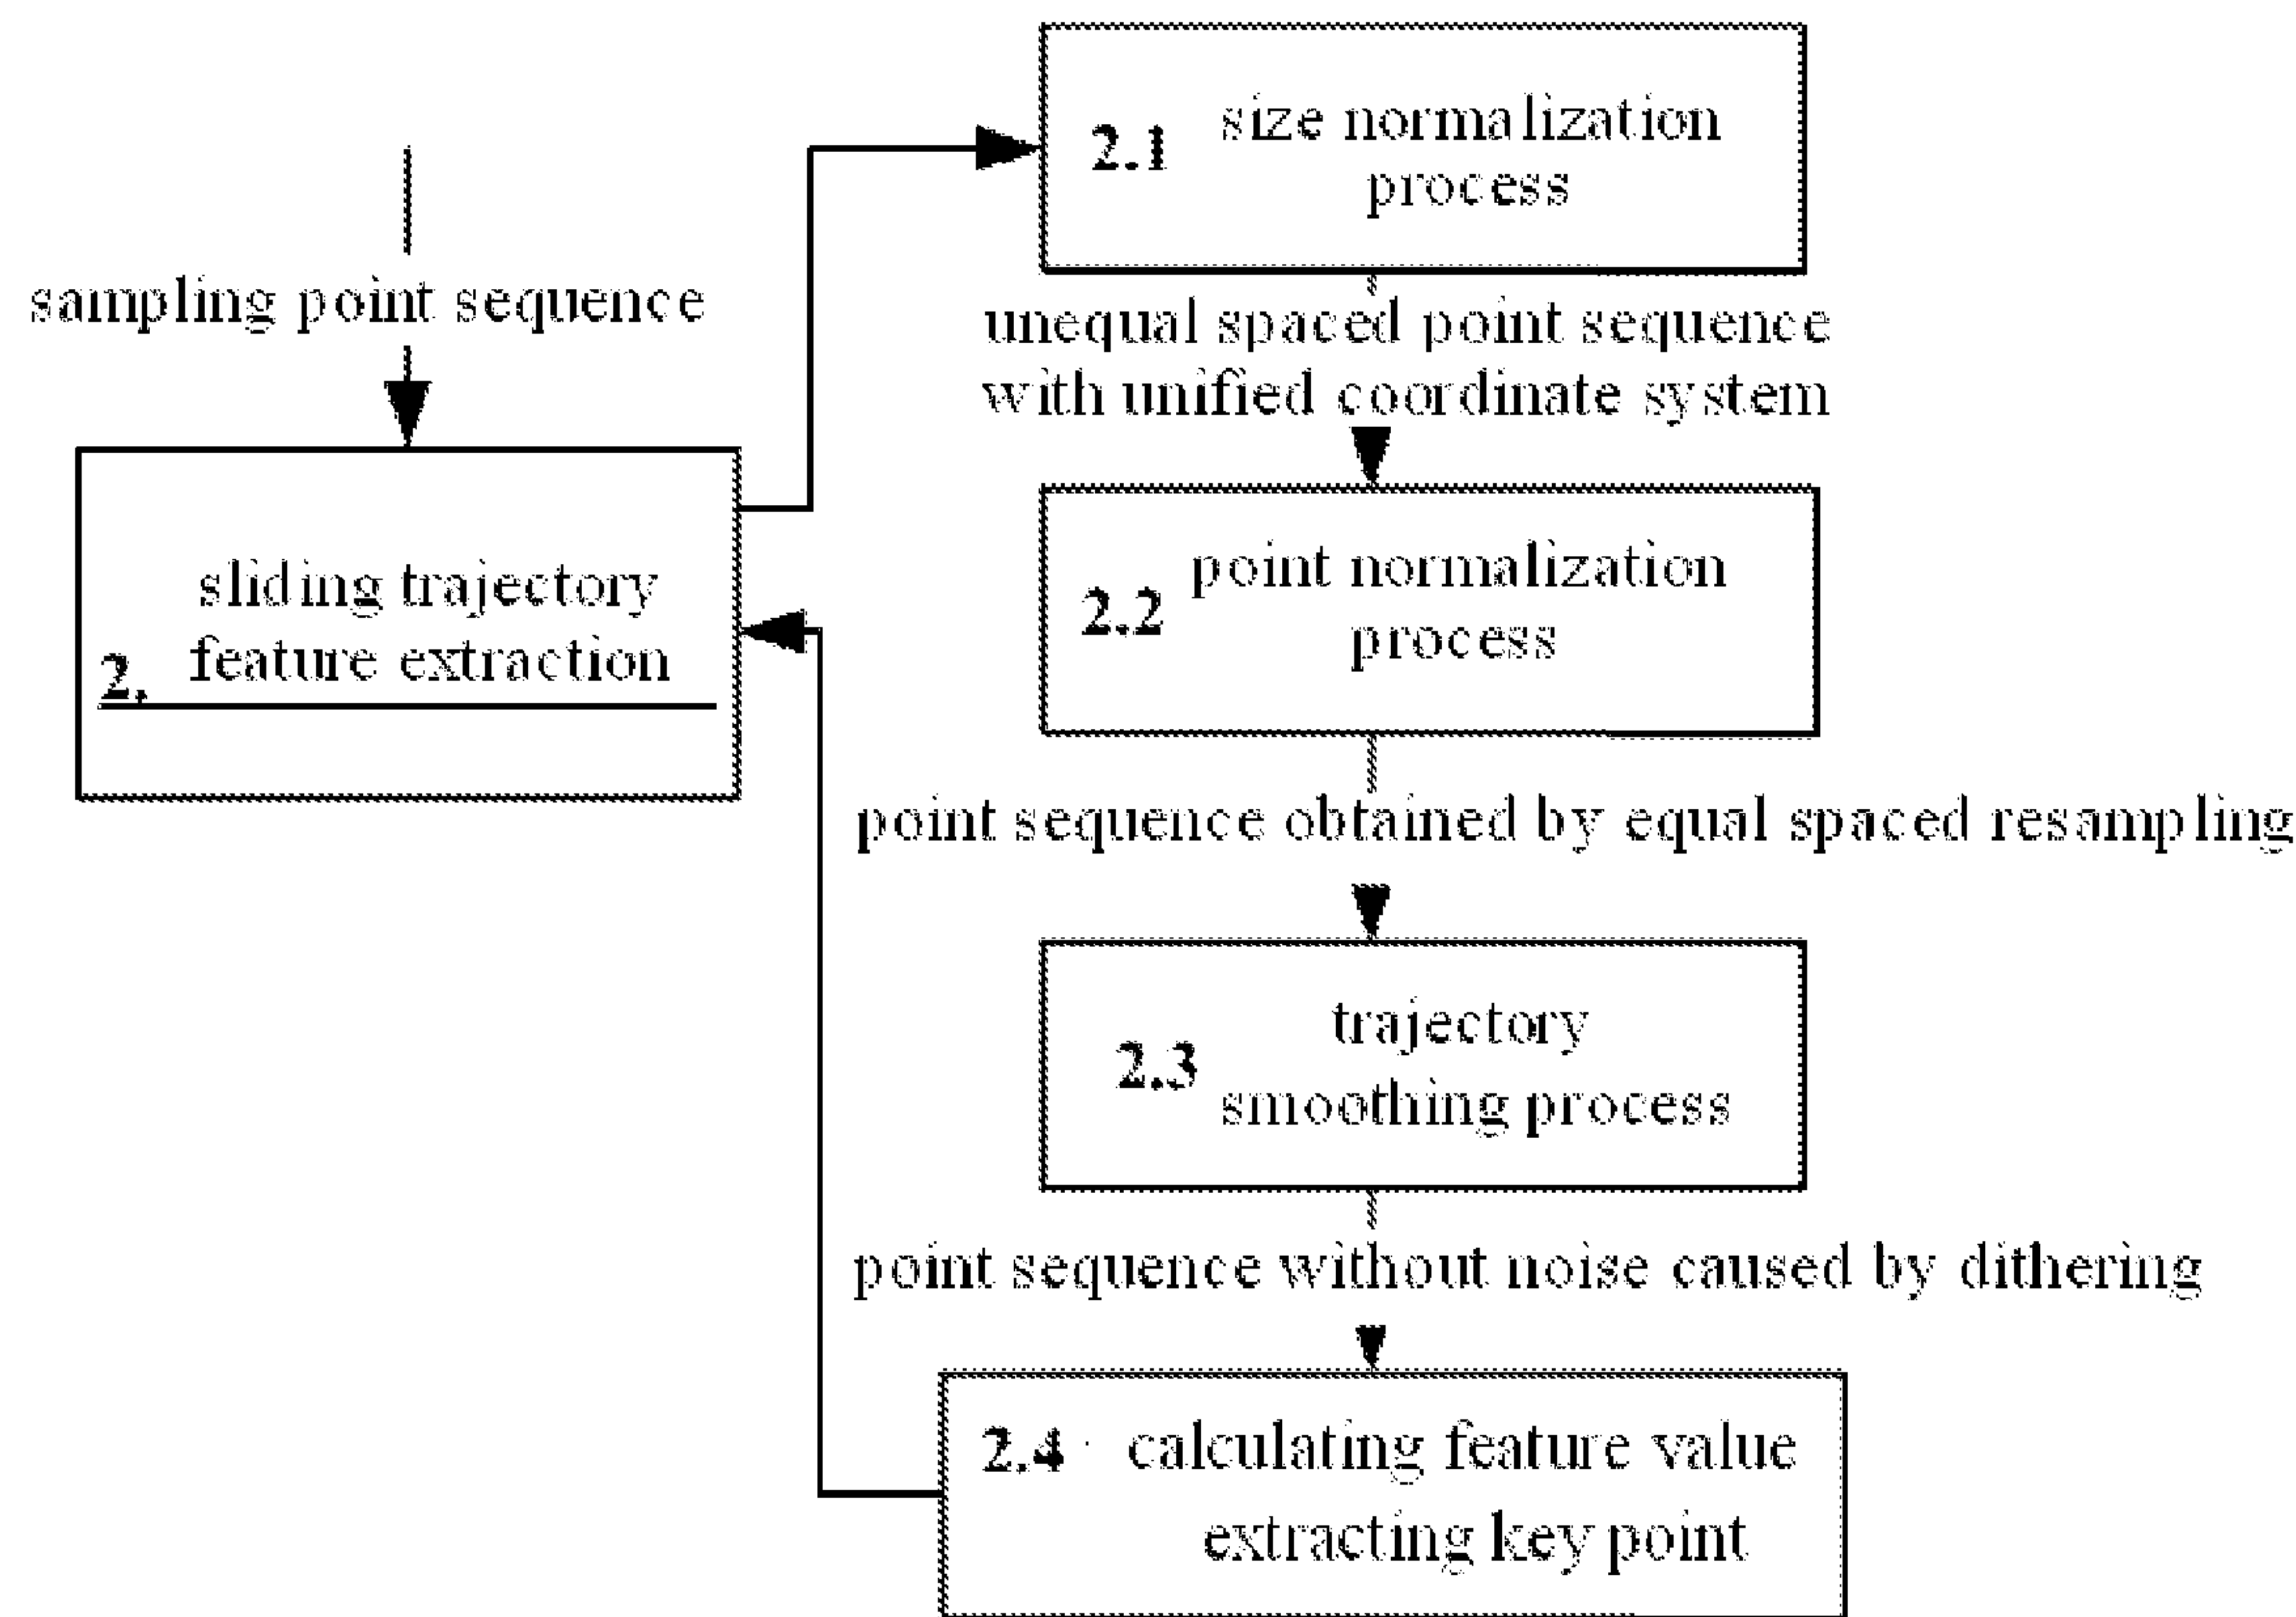 sampling point sequence
2. sliding trajectory
feature extraction
2.1 size normalization
process
unequal spaced point sequence
with unified coordinate system
2.2 point normalization
process
point sequence obtained by equal spaced resampling
2.3 trajectory
smoothing process
point sequence without noise caused by dithering
2.4 calculating feature value
extracting key point